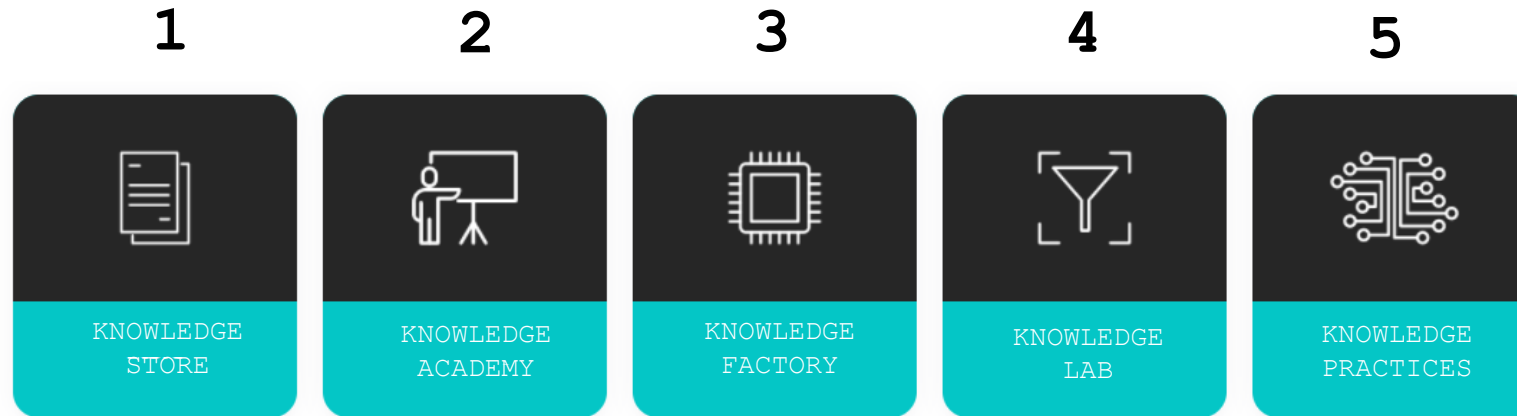 1 2 3 4 5
KNOWLEDGE
STORE
KNOWLEDGE
ACADEMY
KNOWLEDGE
FACTORY
KNOWLEDGE
LAB
KNOWLEDGE
PRACTICES